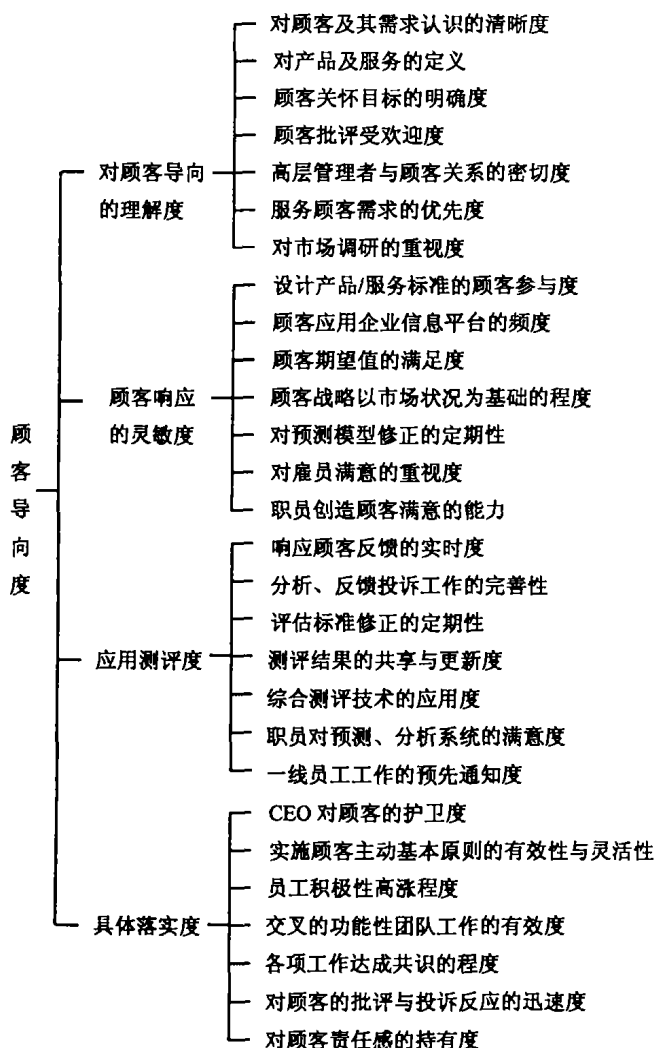 顾客导向度
对顾客导向
的理解度
对顾客及其需求认识的清晰度
对产品及服务的定义
顾客关怀目标的明确度
顾客批评受欢迎度
高层管理者与顾客关系的密切度
服务顾客需求的优先度
对市场调研的重视度
顾客响应
的灵敏度
设计产品/服务标准的顾客参与度
顾客应用企业信息平台的频度
顾客期望值的满足度
顾客战略以市场状况为基础的程度
对预测模型修正的定期性
对雇员满意的重视度
职员创造顾客满意的能力
应用测评度
响应顾客反馈的实时度
分析、反馈投诉工作的完善性
评估标准修正的定期性
测评结果的共享与更新度
综合测评技术的应用度
职员对预测、分析系统的满意度
一线员工工作的预先通知度
具体落实度
CEO对顾客的护卫度
实施顾客主动基本原则的有效性与灵活性
员工积极性高涨程度
交叉的功能性团队工作的有效度
各项工作达成共识的程度
对顾客的批评与投诉反应的迅速度
对顾客责任感的持有度